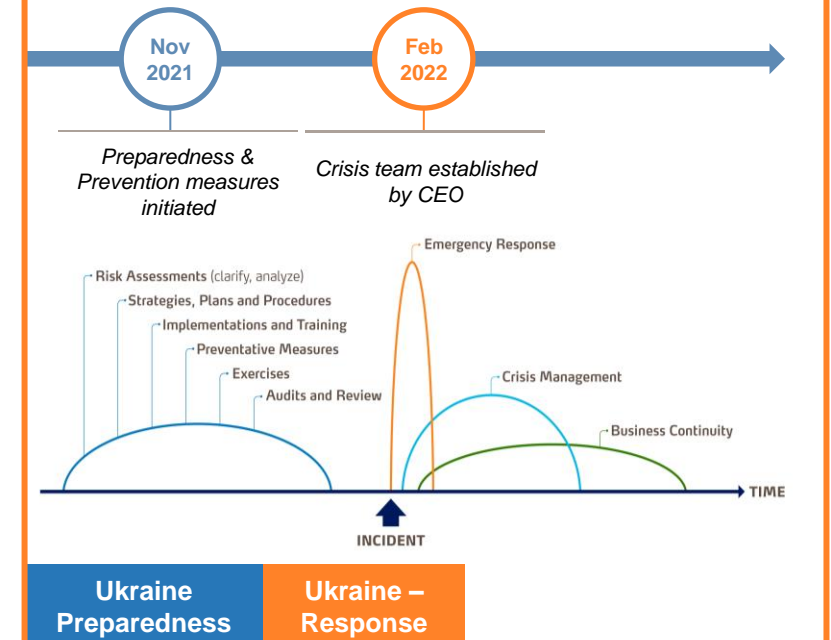 Nov
2021
Feb
2022
Preparedness &
Prevention measures
initiated
Crisis team established
by CEO
Emergency Response
Risk Assessments (clarify, analyze)
Strategies, Plans and Procedures
Implementations and Training
Preventative Measures
Exercises
Audits and Review
Crisis Management
Business Continuity
TIME
INCIDENT
Ukraine
Preparedness
Ukraine –
Response